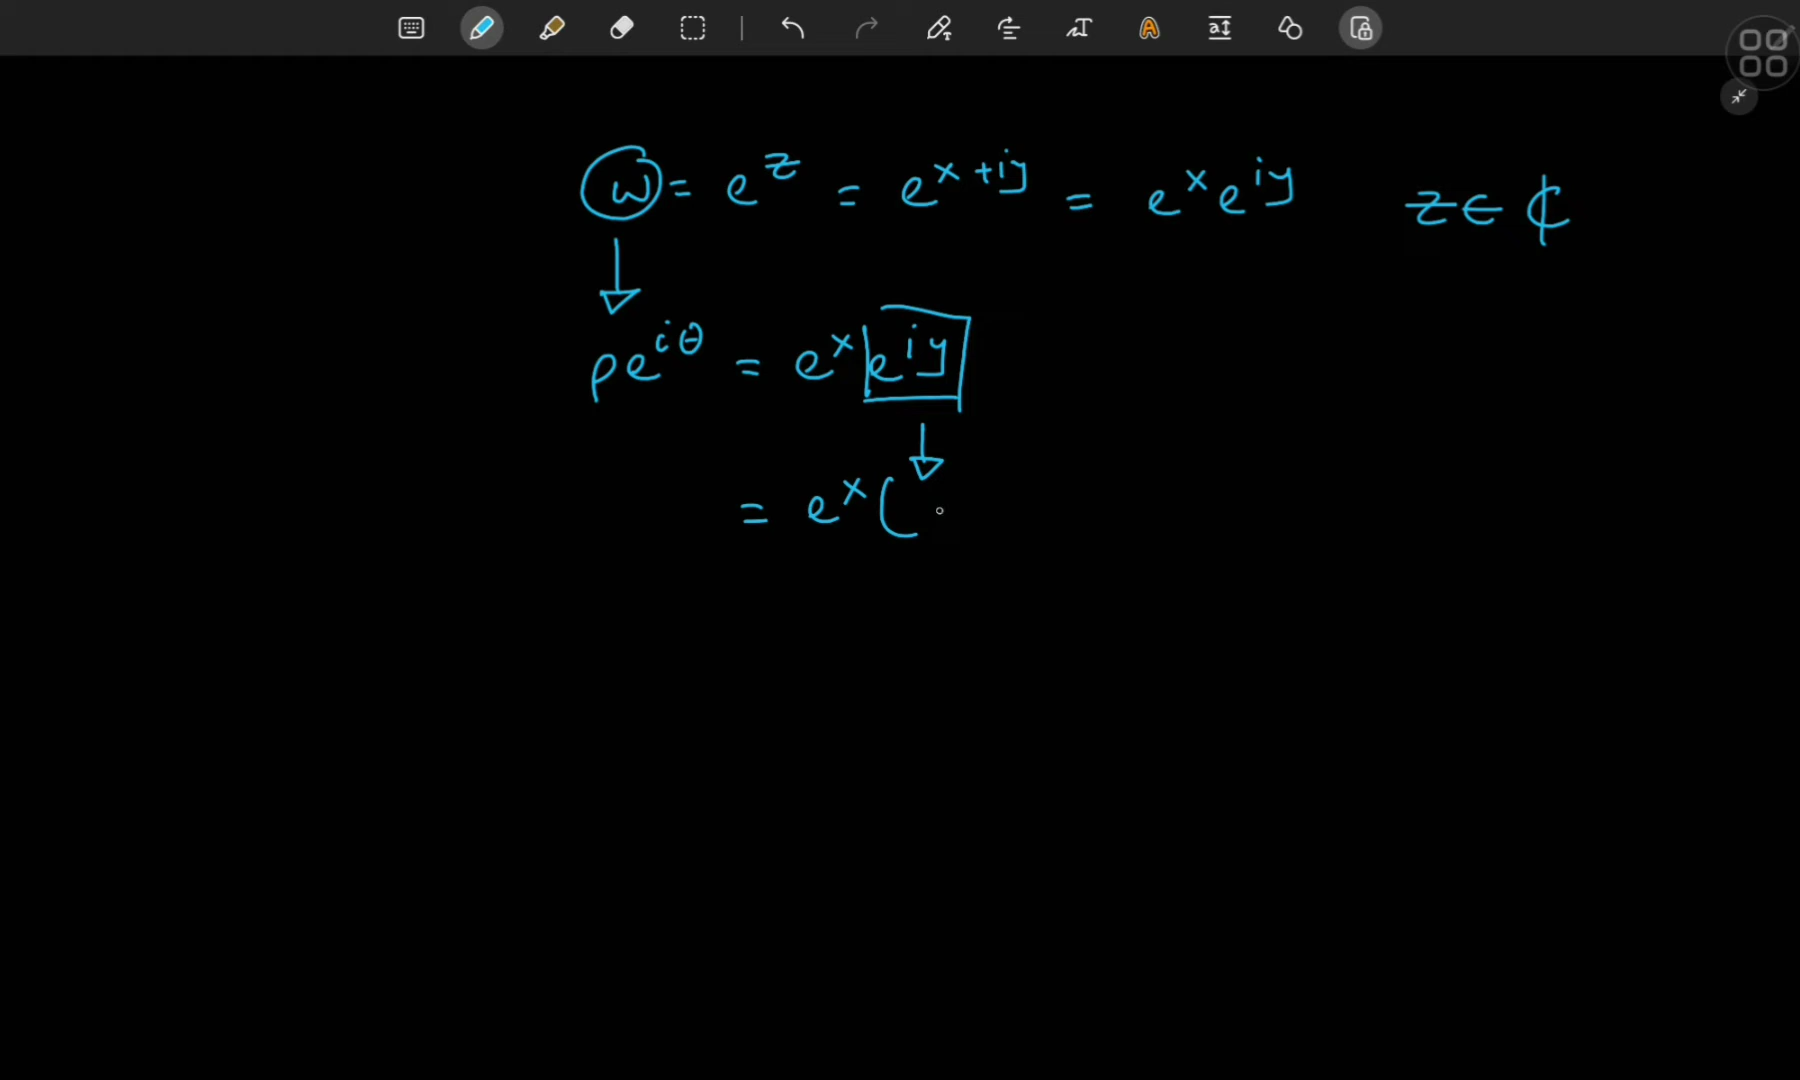 w = e^z = e^{x+iy} = e^x e^{iy} z ∈ ℂ
ρe^{iθ} = e^x e^{iy}
= e^x (